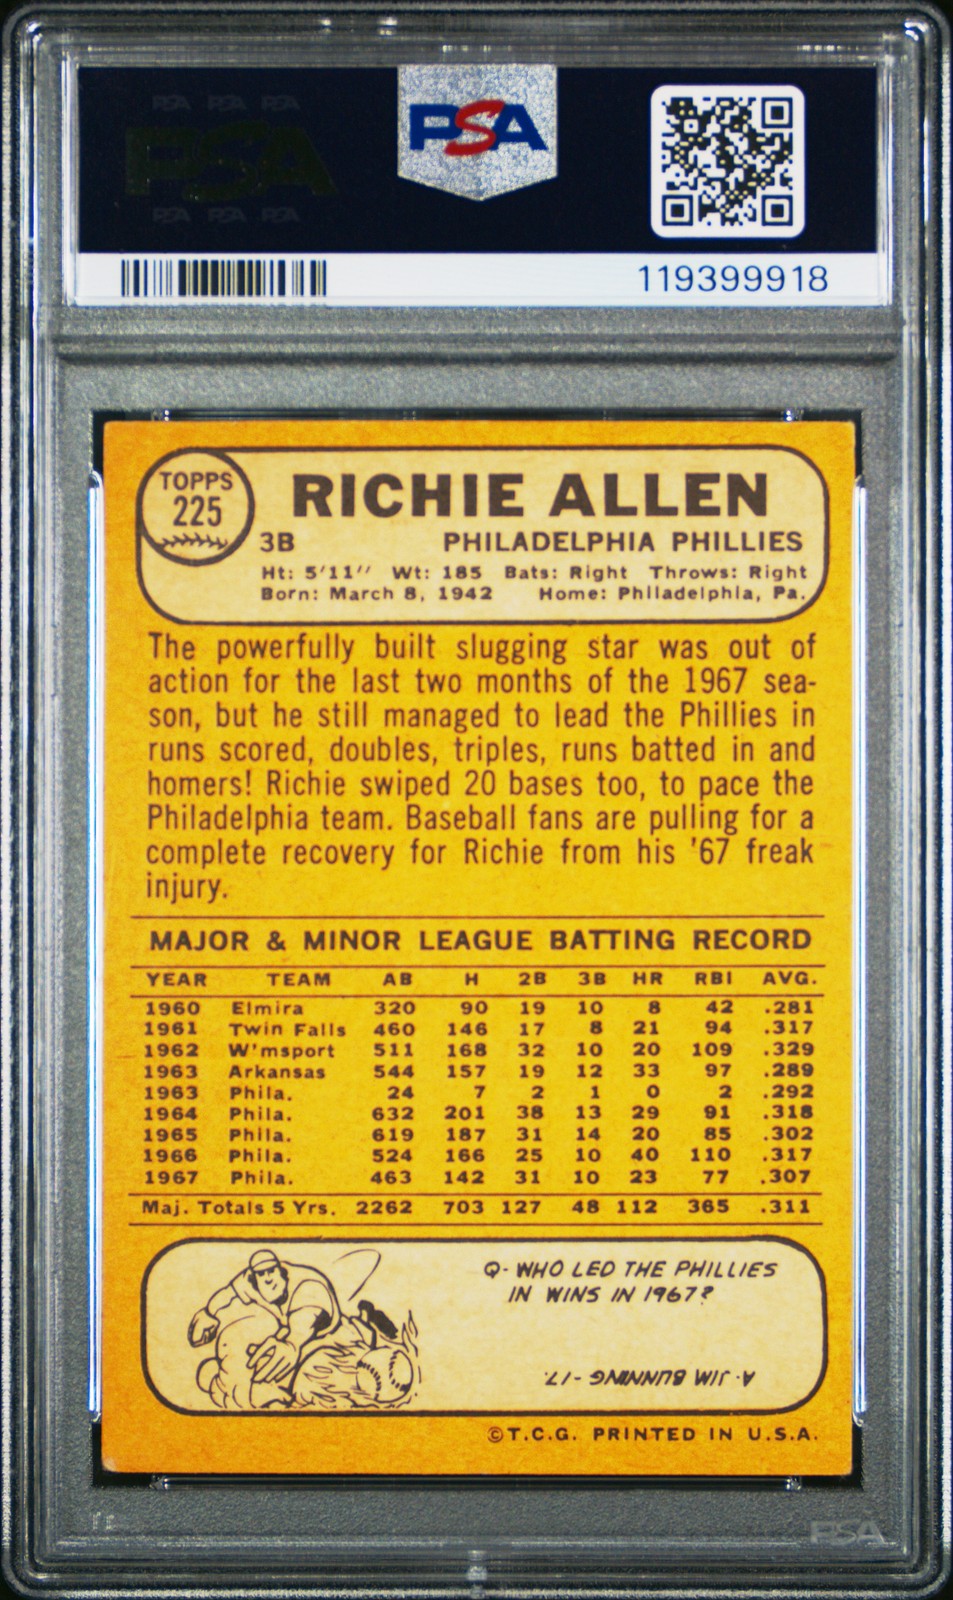 PSA PSA PSA
PSA
PSA PSA PSA
PSA
119399918
TOPPS
225
RICHIE ALLEN
3B PHILADELPHIA PHILLIES
Ht: 5'11" Wt: 185 Bats: Right Throws: Right
Born: March 8, 1942 Home: Philadelphia, Pa.
The powerfully built slugging star was out of
action for the last two months of the 1967 sea-
son, but he still managed to lead the Phillies in
runs scored, doubles, triples, runs batted in and
homers! Richie swiped 20 bases too, to pace the
Philadelphia team. Baseball fans are pulling for a
complete recovery for Richie from his '67 freak
injury.
MAJOR & MINOR LEAGUE BATTING RECORD
YEAR TEAM AB H 2B 3B HR RBI AVG.
1960 Elmira 320 90 19 10 8 42 .281
1961 Twin Falls 460 146 17 8 21 94 .317
1962 W'msport 511 168 32 10 20 109 .329
1963 Arkansas 544 157 19 12 33 97 .289
1963 Phila. 24 7 2 1 0 2 .292
1964 Phila. 632 201 38 13 29 91 .318
1965 Phila. 619 187 31 14 20 85 .302
1966 Phila. 524 166 25 10 40 110 .317
1967 Phila. 463 142 31 10 23 77 .307
Maj. Totals 5 Yrs. 2262 703 127 48 112 365 .311
Q- WHO LED THE PHILLIES
IN WINS IN 1967?
A- JIM BUNNING -17.
©T.C.G. PRINTED IN U.S.A.
PSA